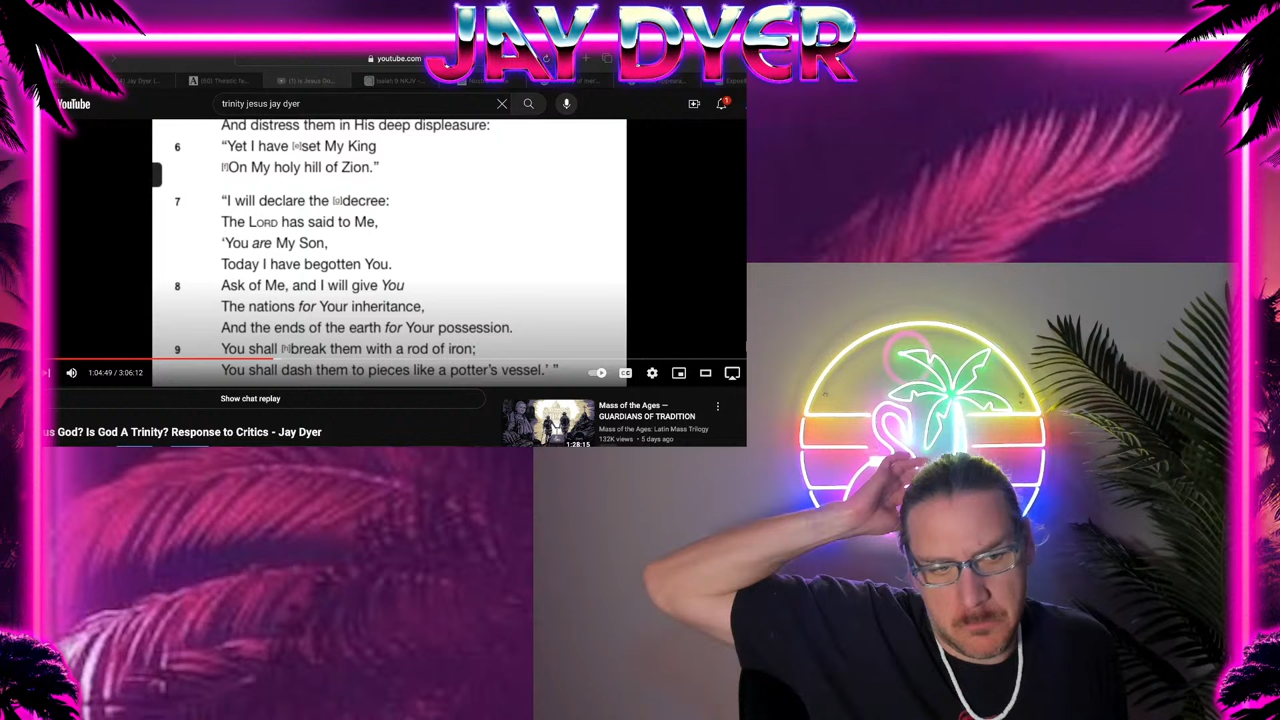 JAY DYER
youtube.com
YouTube
trinity jesus jay dyer
And distress them in His deep displeasure:
6 “Yet I have [e]set My King
[f]On My holy hill of Zion.”
7 “I will declare the [g]decree:
The LORD has said to Me,
‘You are My Son,
Today I have begotten You.
8 Ask of Me, and I will give You
The nations for Your inheritance,
And the ends of the earth for Your possession.
9 You shall [h]break them with a rod of iron;
You shall dash them to pieces like a potter’s vessel.’ ”
1:04:49 / 3:06:12
CC
Show chat replay
us God? Is God A Trinity? Response to Critics - Jay Dyer
Mass of the Ages —
GUARDIANS OF TRADITION
Mass of the Ages: Latin Mass Trilogy
132K views • 5 days ago
1:28:15